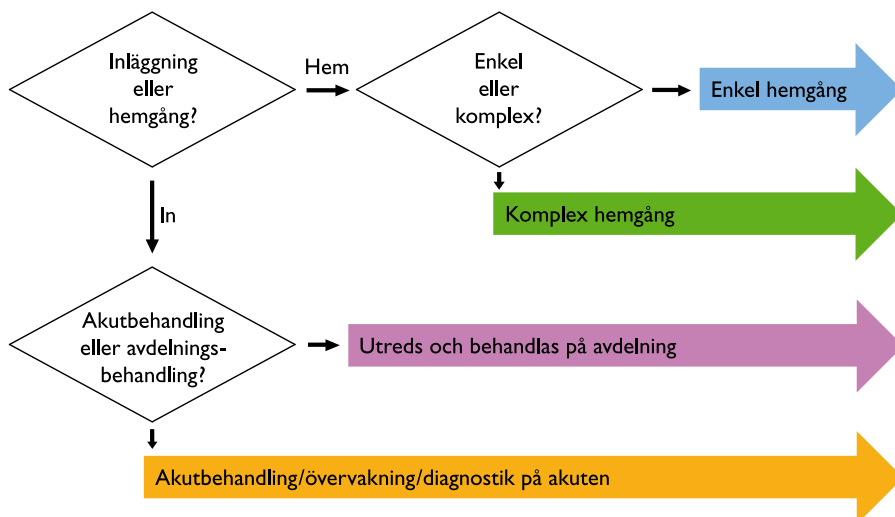 Inläggning
eller
hemgång?
Hem
Enkel
eller
komplex?
Enkel hemgång
Komplex hemgång
In
Akutbehandling
eller avdelnings-
behandling?
Utreds och behandlas på avdelning
Akutbehandling/övervakning/diagnostik på akuten